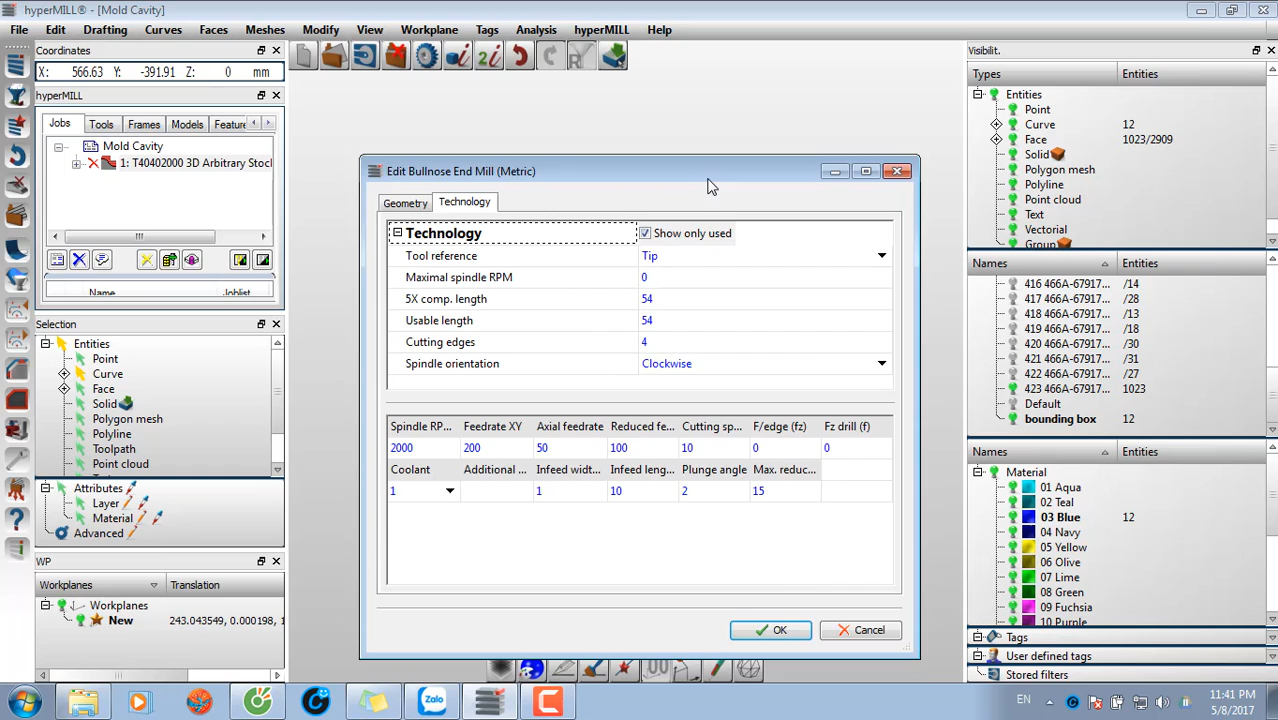 hyperMILL® - [Mold Cavity]
File Edit Drafting Curves Faces Meshes Modify View Workplane Tags Analysis hyperMILL Help
Coordinates
X: 566.63 Y: -391.91 Z: 0 mm
hyperMILL
Jobs Tools Frames Models Feature
Mold Cavity
1: T40402000 3D Arbitrary Stocl
Name Joblist
Selection
Entities
Point
Curve
Face
Solid
Polygon mesh
Polyline
Toolpath
Point cloud
Text
Attributes
Layer
Material
Advanced
WP
Workplanes Translation
Workplanes
New 243.043549, 0.000198, 1
Edit Bullnose End Mill (Metric)
Geometry Technology
Technology Show only used
Tool reference Tip
Maximal spindle RPM 0
5X comp. length 54
Usable length 54
Cutting edges 4
Spindle orientation Clockwise
Spindle RP... Feedrate XY Axial feedrate Reduced fe... Cutting sp... F/edge (fz) Fz drill (f)
2000 200 50 100 10 0 0
Coolant Additional ... Infeed widt... Infeed leng... Plunge angle Max. reduc...
1 1 10 2 15
OK Cancel
Visibilit.
Types Entities
Entities
Point
Curve 12
Face 1023/2909
Solid
Polygon mesh
Polyline
Point cloud
Text
Vectorial
Group
Names Entities
416 466A-67917... /14
417 466A-67917... /28
418 466A-67917... /13
419 466A-67917... /18
420 466A-67917... /30
421 466A-67917... /31
422 466A-67917... /27
423 466A-67917... 1023
Default
bounding box 12
Names Entities
Material
01 Aqua
02 Teal
03 Blue 12
04 Navy
05 Yellow
06 Olive
07 Lime
08 Green
09 Fuchsia
10 Purple
Tags
User defined tags
Stored filters
Zalo
EN
11:41 PM
5/8/2017